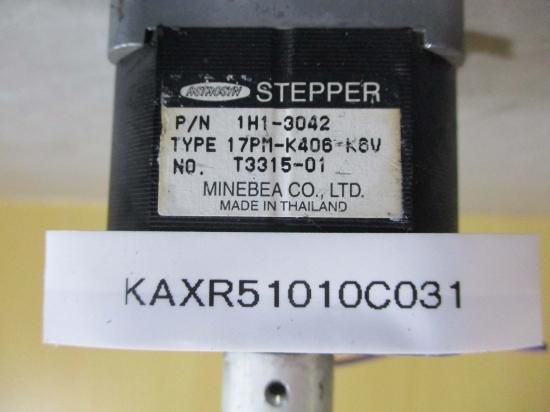 ASTROSYN STEPPER
P/N 1H1-3042
TYPE 17PM-K406-K6V
NO. T3315-01
MINEBEA CO., LTD.
MADE IN THAILAND
KAXR51010C031